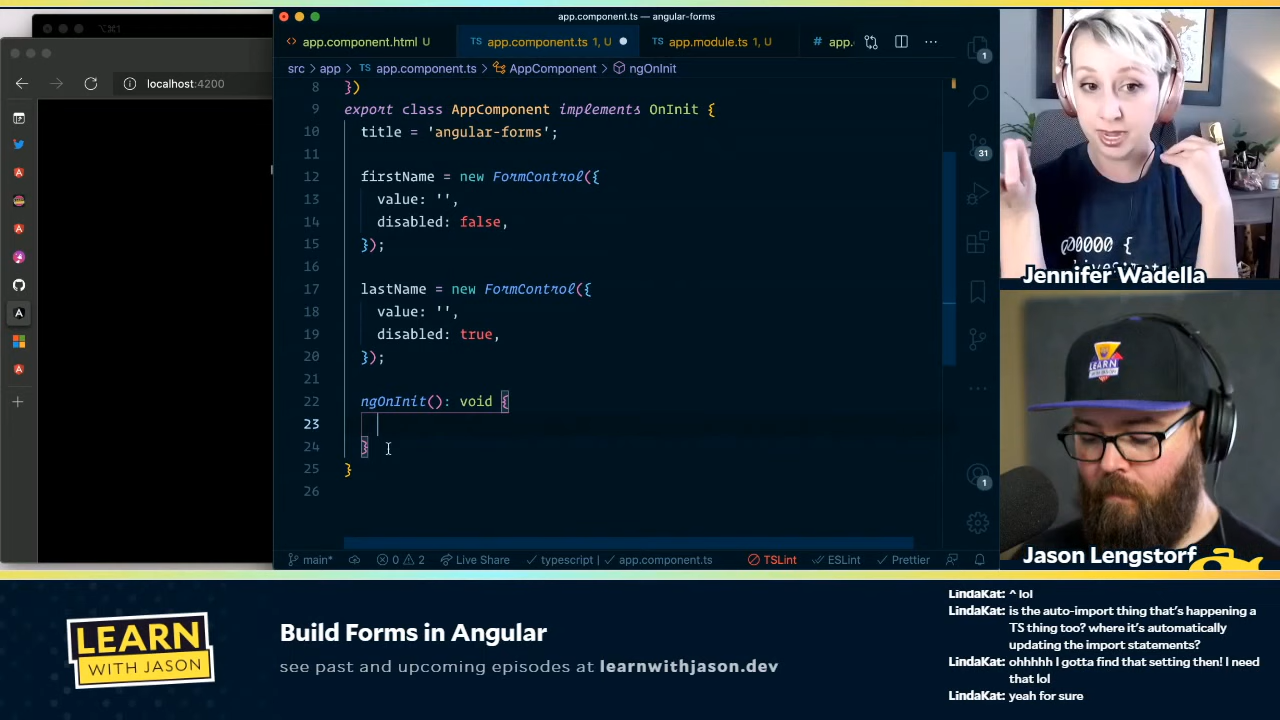 app.component.ts — angular-forms
app.component.html U
app.component.ts 1, U
app.module.ts 1, U
# app.
localhost:4200
src > app > TS app.component.ts > AppComponent > ngOnInit
8 })
9 export class AppComponent implements OnInit {
10 title = 'angular-forms';
11
12 firstName = new FormControl({
13 value: '',
14 disabled: false,
15 });
16
17 lastName = new FormControl({
18 value: '',
19 disabled: true,
20 });
21
22 ngOnInit(): void {
23
24 }
25 }
26
1
31
1
main* 0 2 Live Share typescript | app.component.ts TSLint ESLint Prettier
@00000 {
Jennifer Wadella
LEARN
Jason Lengstorf
LEARN
WITH JASON
Build Forms in Angular
see past and upcoming episodes at learnwithjason.dev
LindaKat: ^ lol
LindaKat: is the auto-import thing that's happening a
TS thing too? where it's automatically
updating the import statements?
LindaKat: ohhhhh I gotta find that setting then! I need
that lol
LindaKat: yeah for sure